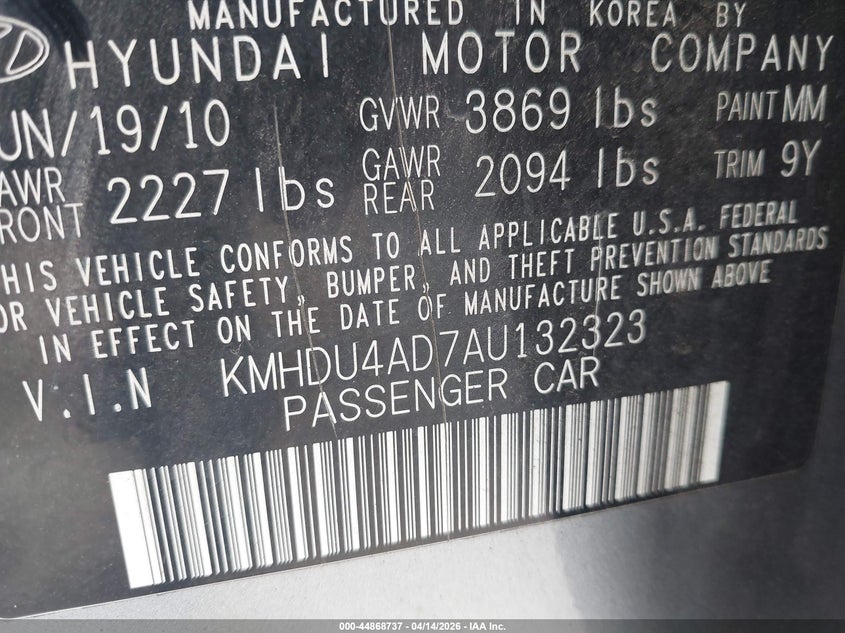 MANUFACTURED IN KOREA BY
HYUNDAI MOTOR COMPANY
UN/19/10 GVWR 3869 lbs PAINT MM
AWR FRONT 2227 lbs GAWR REAR 2094 lbs TRIM 9Y
HIS VEHICLE CONFORMS TO ALL APPLICABLE U.S.A. FEDERAL
OR VEHICLE SAFETY, BUMPER, AND THEFT PREVENTION STANDARDS
IN EFFECT ON THE DATE OF MANUFACTURE SHOWN ABOVE
V.I.N KMHDU4AD7AU132323
PASSENGER CAR
000-44868737 - 04/14/2026 - IAA Inc.